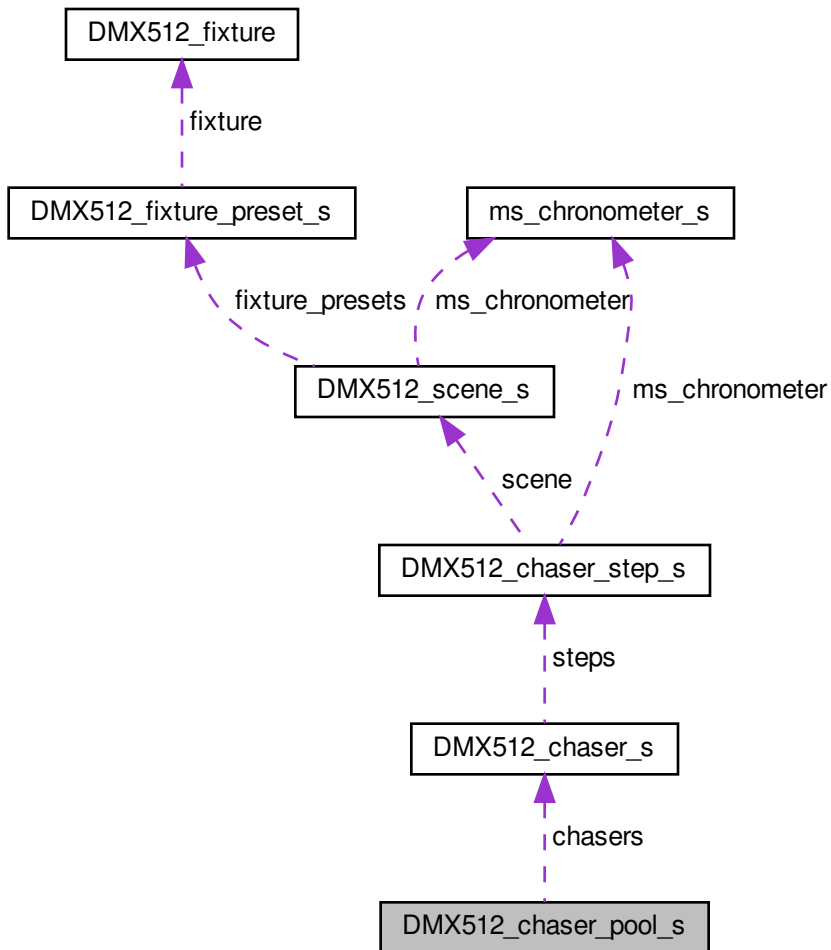 DMX512_fixture
fixture
DMX512_fixture_preset_s
ms_chronometer_s
fixture_presets
ms_chronometer
DMX512_scene_s
ms_chronometer
scene
DMX512_chaser_step_s
steps
DMX512_chaser_s
chasers
DMX512_chaser_pool_s